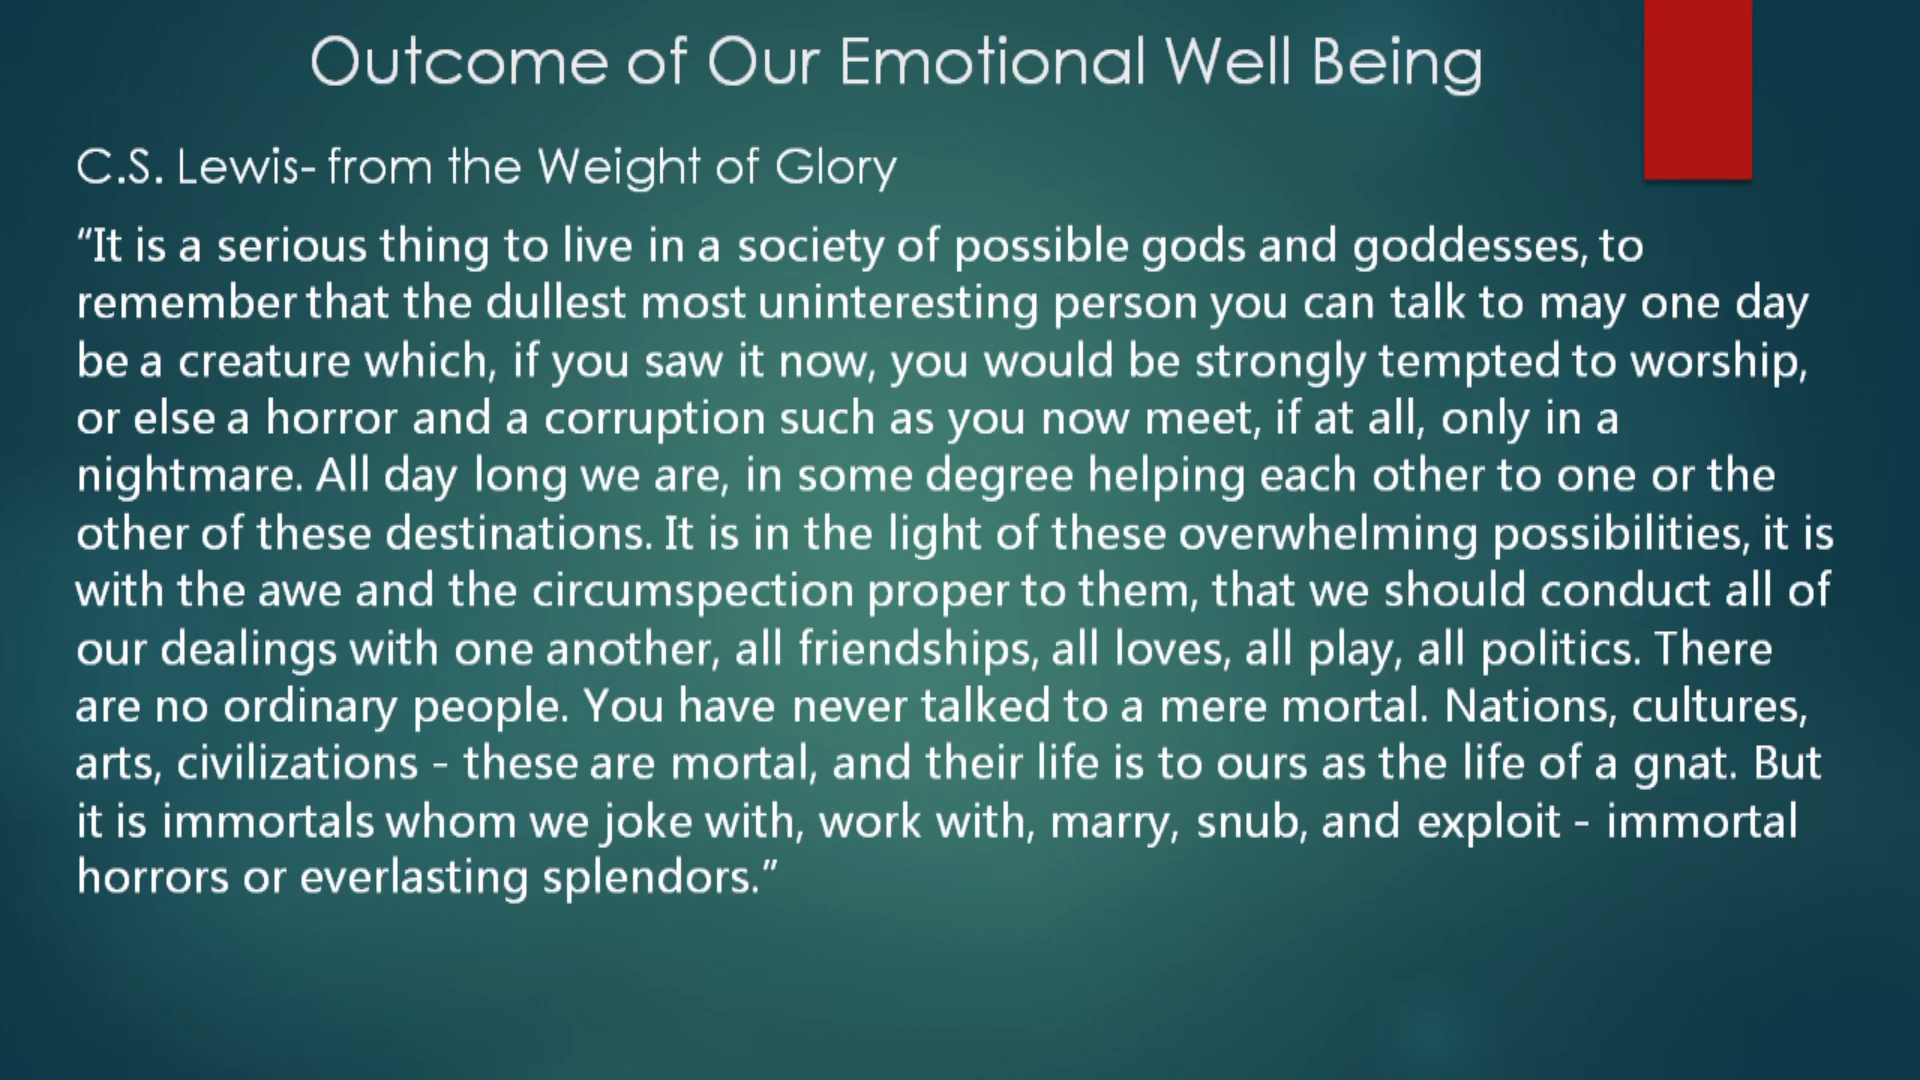 Outcome of Our Emotional Well Being
C.S. Lewis- from the Weight of Glory
“It is a serious thing to live in a society of possible gods and goddesses, to
remember that the dullest most uninteresting person you can talk to may one day
be a creature which, if you saw it now, you would be strongly tempted to worship,
or else a horror and a corruption such as you now meet, if at all, only in a
nightmare. All day long we are, in some degree helping each other to one or the
other of these destinations. It is in the light of these overwhelming possibilities, it is
with the awe and the circumspection proper to them, that we should conduct all of
our dealings with one another, all friendships, all loves, all play, all politics. There
are no ordinary people. You have never talked to a mere mortal. Nations, cultures,
arts, civilizations - these are mortal, and their life is to ours as the life of a gnat. But
it is immortals whom we joke with, work with, marry, snub, and exploit - immortal
horrors or everlasting splendors.”